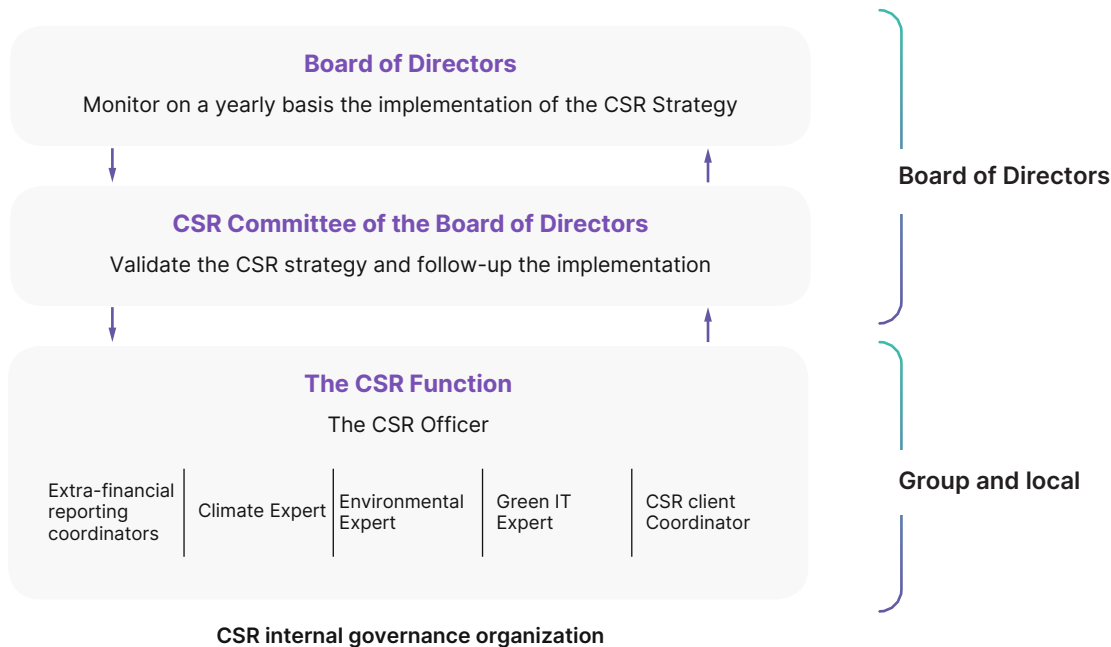 Board of Directors
Monitor on a yearly basis the implementation of the CSR Strategy
Board of Directors
CSR Committee of the Board of Directors
Validate the CSR strategy and follow-up the implementation
The CSR Function
The CSR Officer
Extra-financial
reporting
coordinators
Climate Expert
Environmental
Expert
Green IT
Expert
CSR client
Coordinator
Group and local
CSR internal governance organization